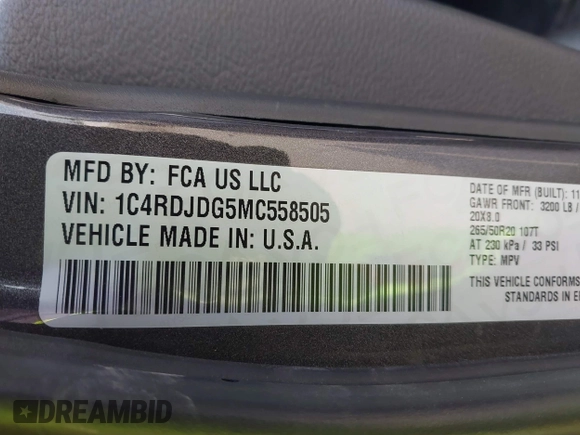 MFD BY: FCA US LLC
VIN: 1C4RDJDG5MC558505
VEHICLE MADE IN: U.S.A.
DATE OF MFR (BUILT): 11
GAWR FRONT: 3200 LB /
20X8.0
265/50R20 107T
AT 230 kPa / 33 PSI
TYPE: MPV
THIS VEHICLE CONFORMS
STANDARDS IN
DREAMBID